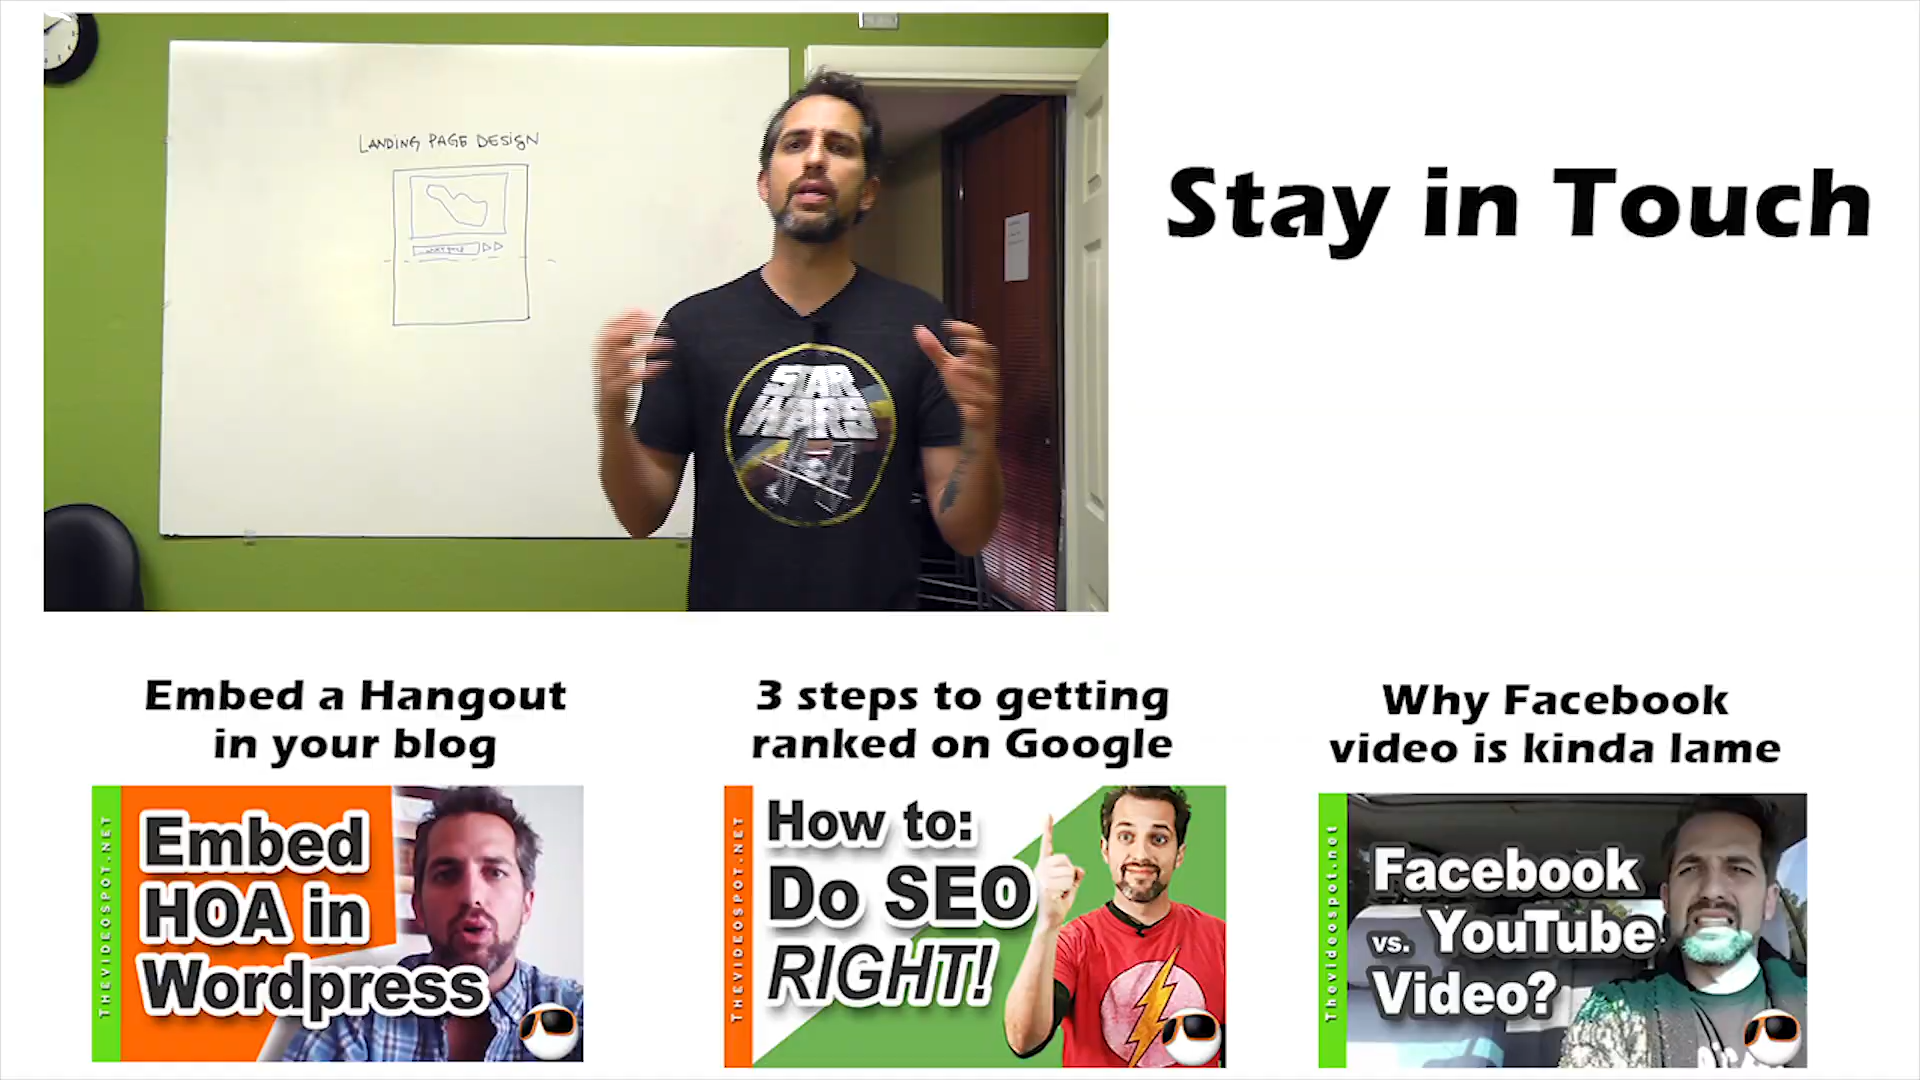 LANDING PAGE DESIGN
STAR
WARS
Stay in Touch
Embed a Hangout
in your blog
3 steps to getting
ranked on Google
Why Facebook
video is kinda lame
THEVIDEOSPOT.NET
Embed
HOA in
Wordpress
THEVIDEOSPOT.NET
How to:
Do SEO
RIGHT!
Thevideospot.net
Facebook
vs. YouTube
Video?